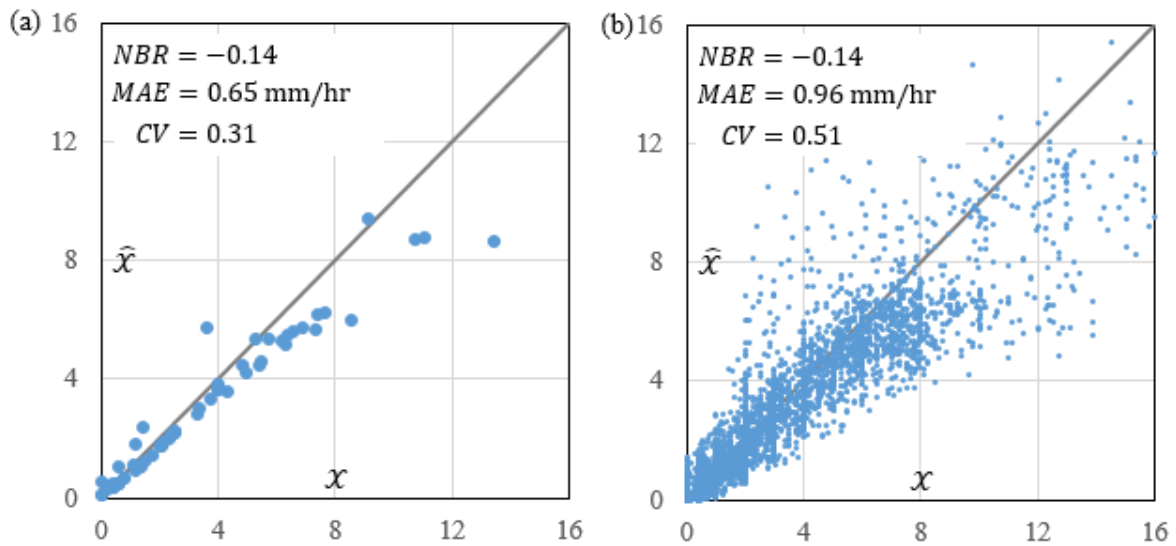 (a)
16
NBR = −0.14
MAE = 0.65 mm/hr
CV = 0.31
12
x̂
8
4
x
0
0 4 8 12 16
(b)
16
NBR = −0.14
MAE = 0.96 mm/hr
CV = 0.51
12
x̂
8
4
x
0
0 4 8 12 16